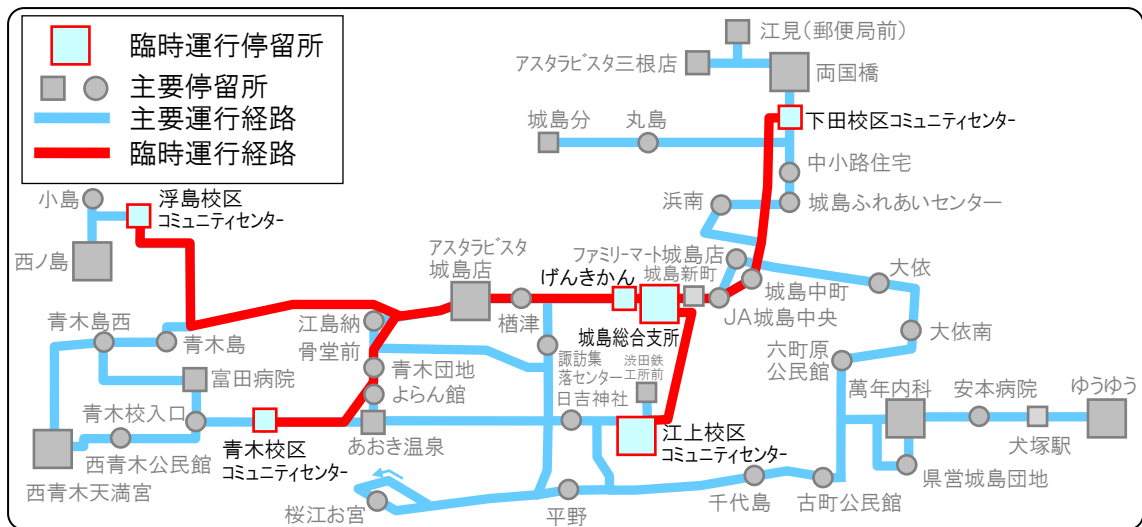 臨時運行停留所
主要停留所
主要運行経路
臨時運行経路
江見(郵便局前)
アスタラビスタ三根店
両国橋
城島分
丸島
下田校区コミュニティセンター
中小路住宅
浜南
城島ふれあいセンター
小島
浮島校区
コミュニティセンター
西ノ島
アスタラビスタ
城島店
ファミリーマート城島店
げんきかん
城島新町
大依
城島中町
JA城島中央
楢津
城島総合支所
江島納
骨堂前
青木島西
青木島
大依南
六町原
公民館
諏訪集
落センター
渋田鉄
工所前
青木団地
よらん館
富田病院
日吉神社
萬年内科
安本病院
ゆうゆう
青木校入口
青木校区
コミュニティセンター
あおき温泉
江上校区
コミュニティセンター
犬塚駅
西青木公民館
西青木天満宮
県営城島団地
千代島
古町公民館
桜江お宮
平野